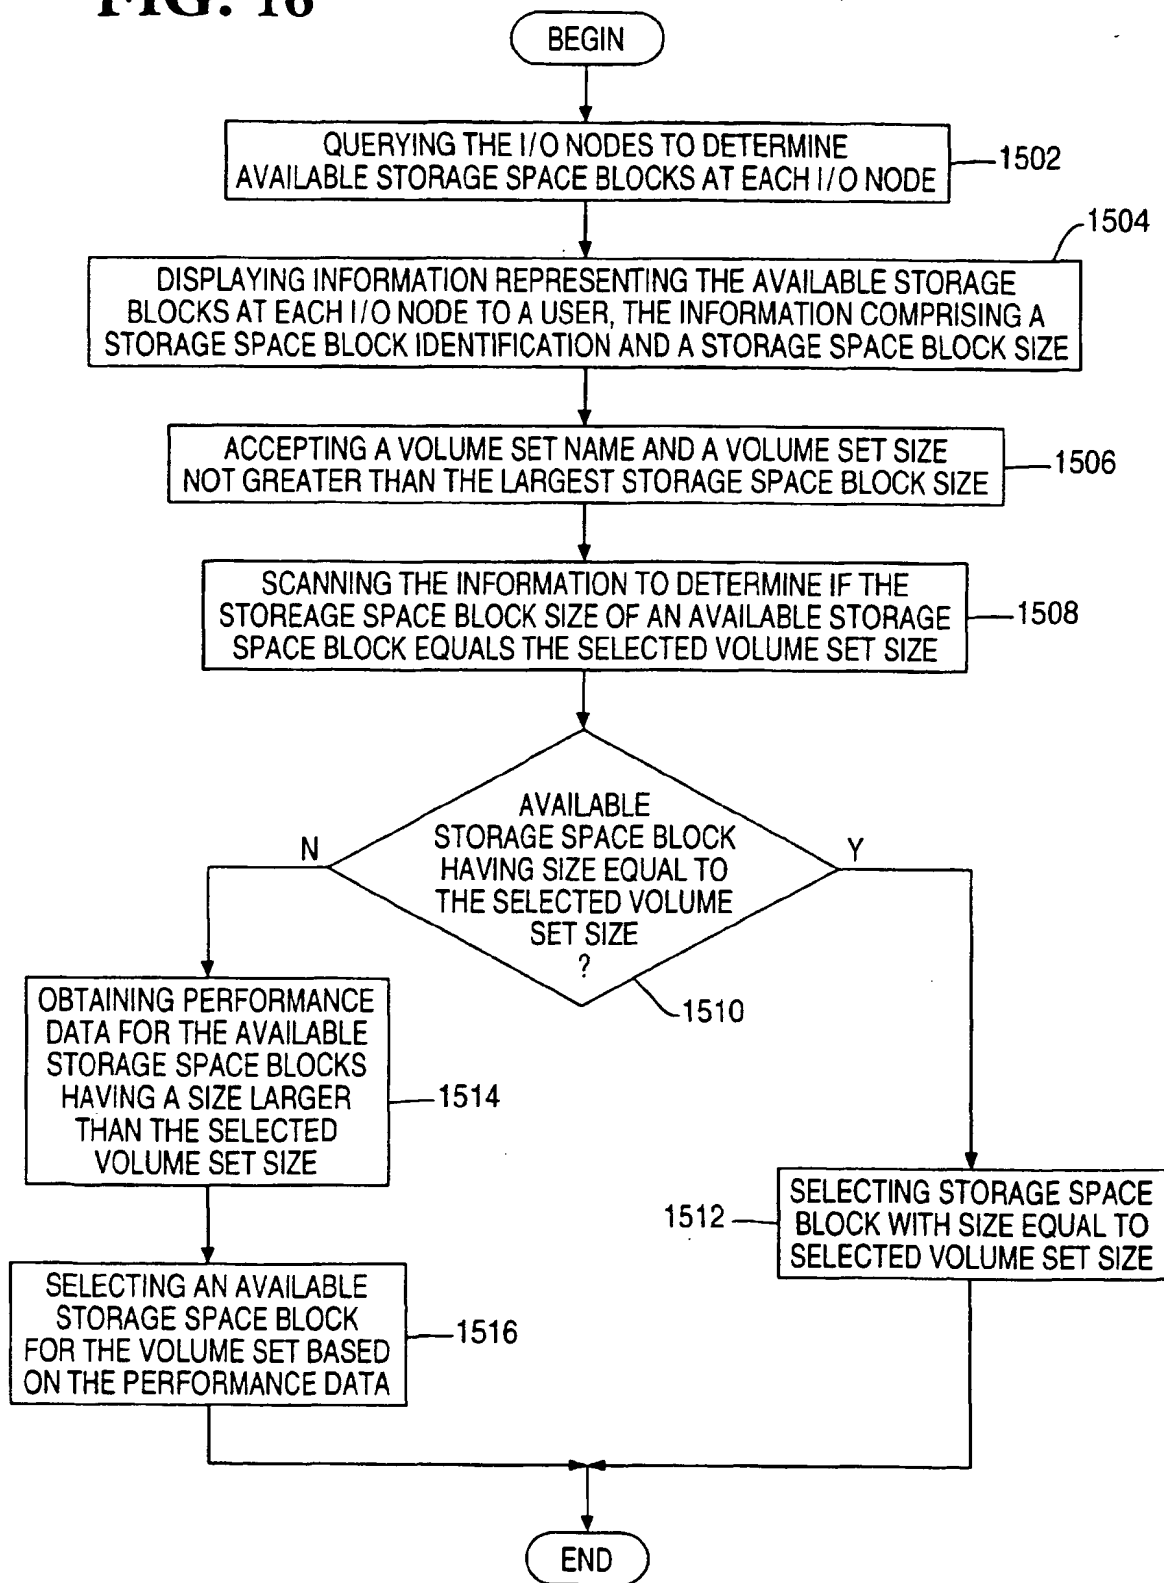 FIG. 16
BEGIN
QUERYING THE I/O NODES TO DETERMINE
AVAILABLE STORAGE SPACE BLOCKS AT EACH I/O NODE
1502
1504
DISPLAYING INFORMATION REPRESENTING THE AVAILABLE STORAGE
BLOCKS AT EACH I/O NODE TO A USER, THE INFORMATION COMPRISING A
STORAGE SPACE BLOCK IDENTIFICATION AND A STORAGE SPACE BLOCK SIZE
ACCEPTING A VOLUME SET NAME AND A VOLUME SET SIZE
NOT GREATER THAN THE LARGEST STORAGE SPACE BLOCK SIZE
1506
SCANNING THE INFORMATION TO DETERMINE IF THE
STOREAGE SPACE BLOCK SIZE OF AN AVAILABLE STORAGE
SPACE BLOCK EQUALS THE SELECTED VOLUME SET SIZE
1508
AVAILABLE
STORAGE SPACE BLOCK
HAVING SIZE EQUAL TO
THE SELECTED VOLUME
SET SIZE
?
N
Y
1510
OBTAINING PERFORMANCE
DATA FOR THE AVAILABLE
STORAGE SPACE BLOCKS
HAVING A SIZE LARGER
THAN THE SELECTED
VOLUME SET SIZE
1514
1512
SELECTING STORAGE SPACE
BLOCK WITH SIZE EQUAL TO
SELECTED VOLUME SET SIZE
SELECTING AN AVAILABLE
STORAGE SPACE BLOCK
FOR THE VOLUME SET BASED
ON THE PERFORMANCE DATA
1516
END